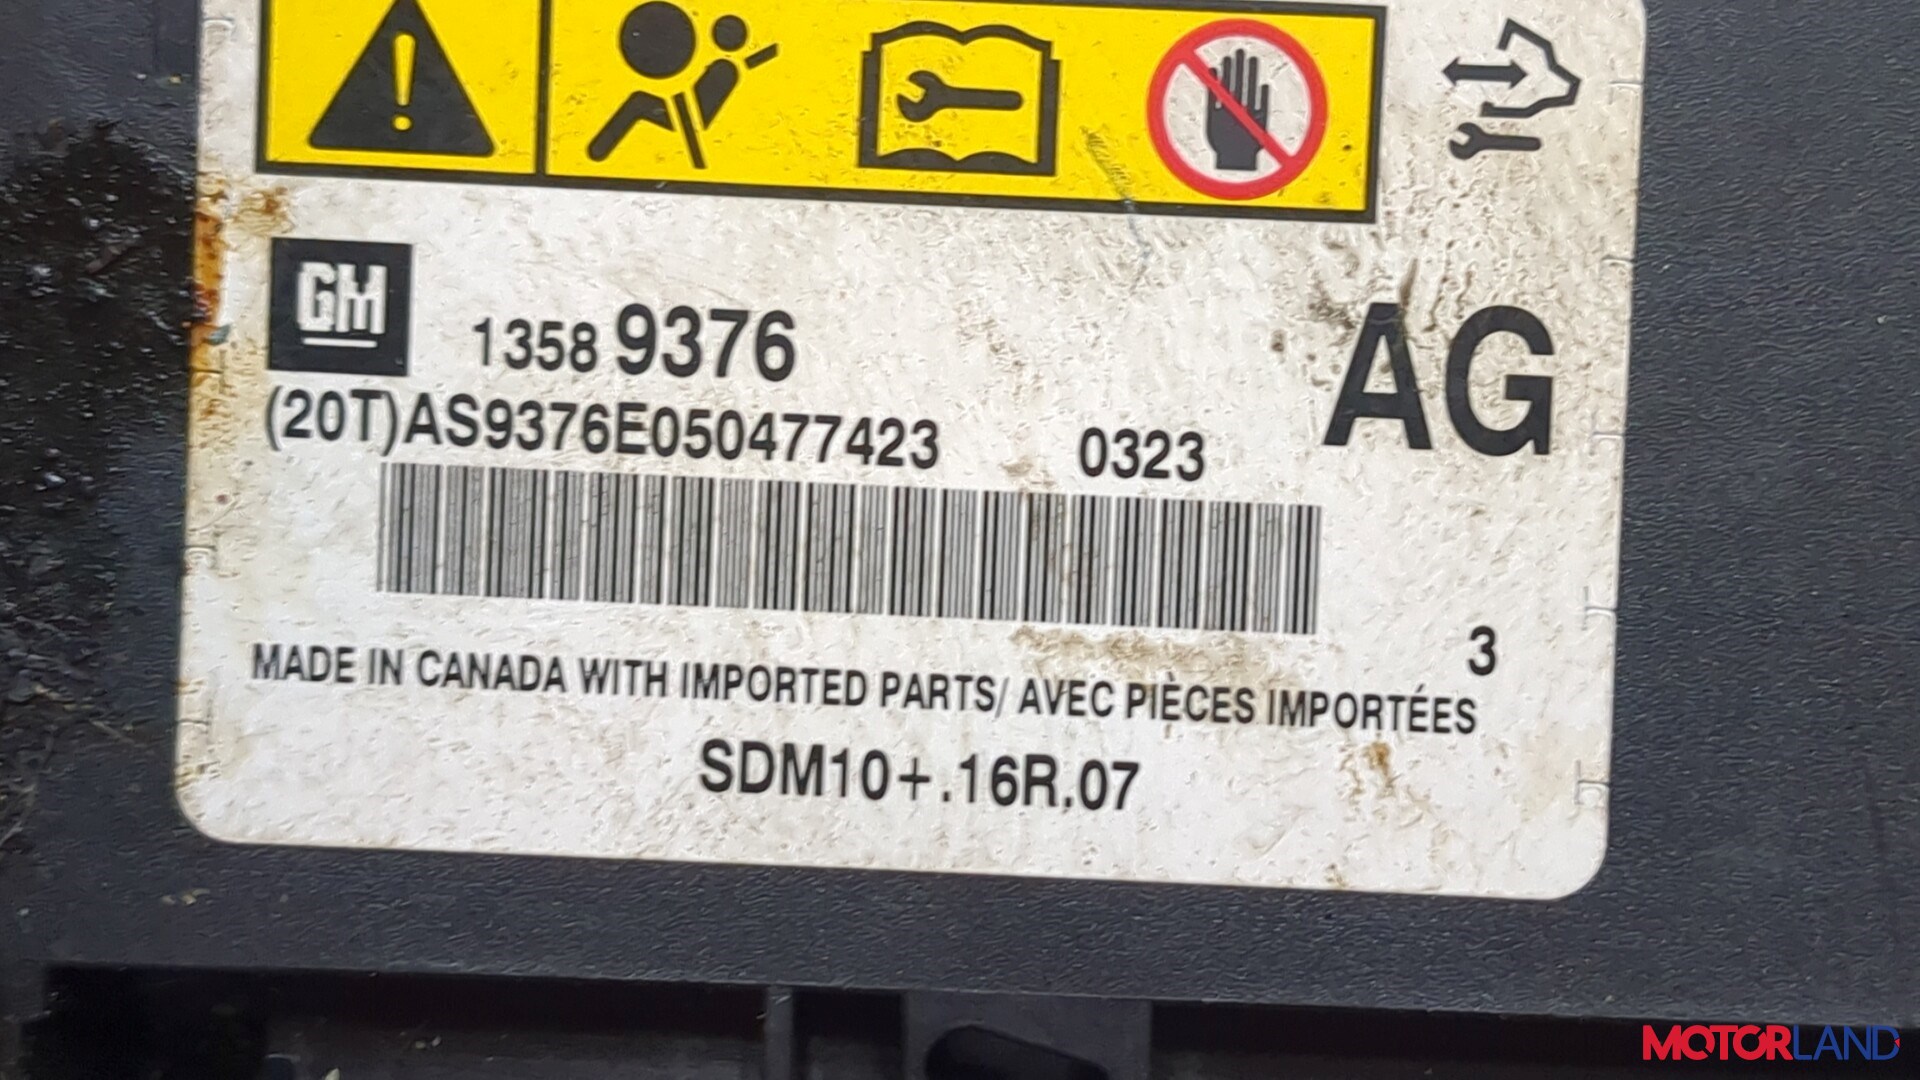 GM
1358 9376
AG
(20T)AS9376E050477423 0323
3
MADE IN CANADA WITH IMPORTED PARTS/ AVEC PIÈCES IMPORTÉES
SDM10+.16R.07
MOTORLAND